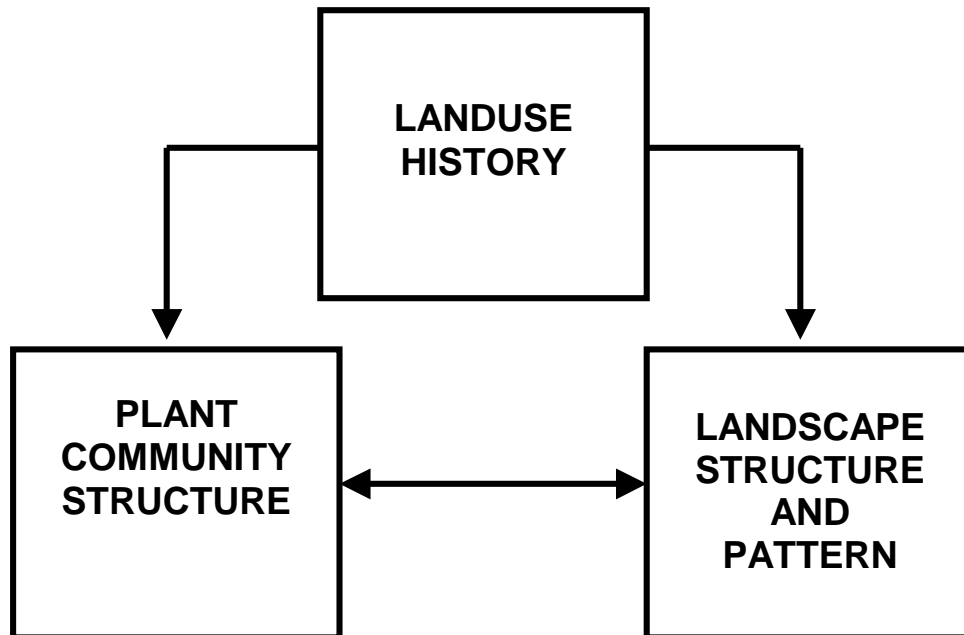 LANDUSE
HISTORY
PLANT
COMMUNITY
STRUCTURE
LANDSCAPE
STRUCTURE
AND
PATTERN